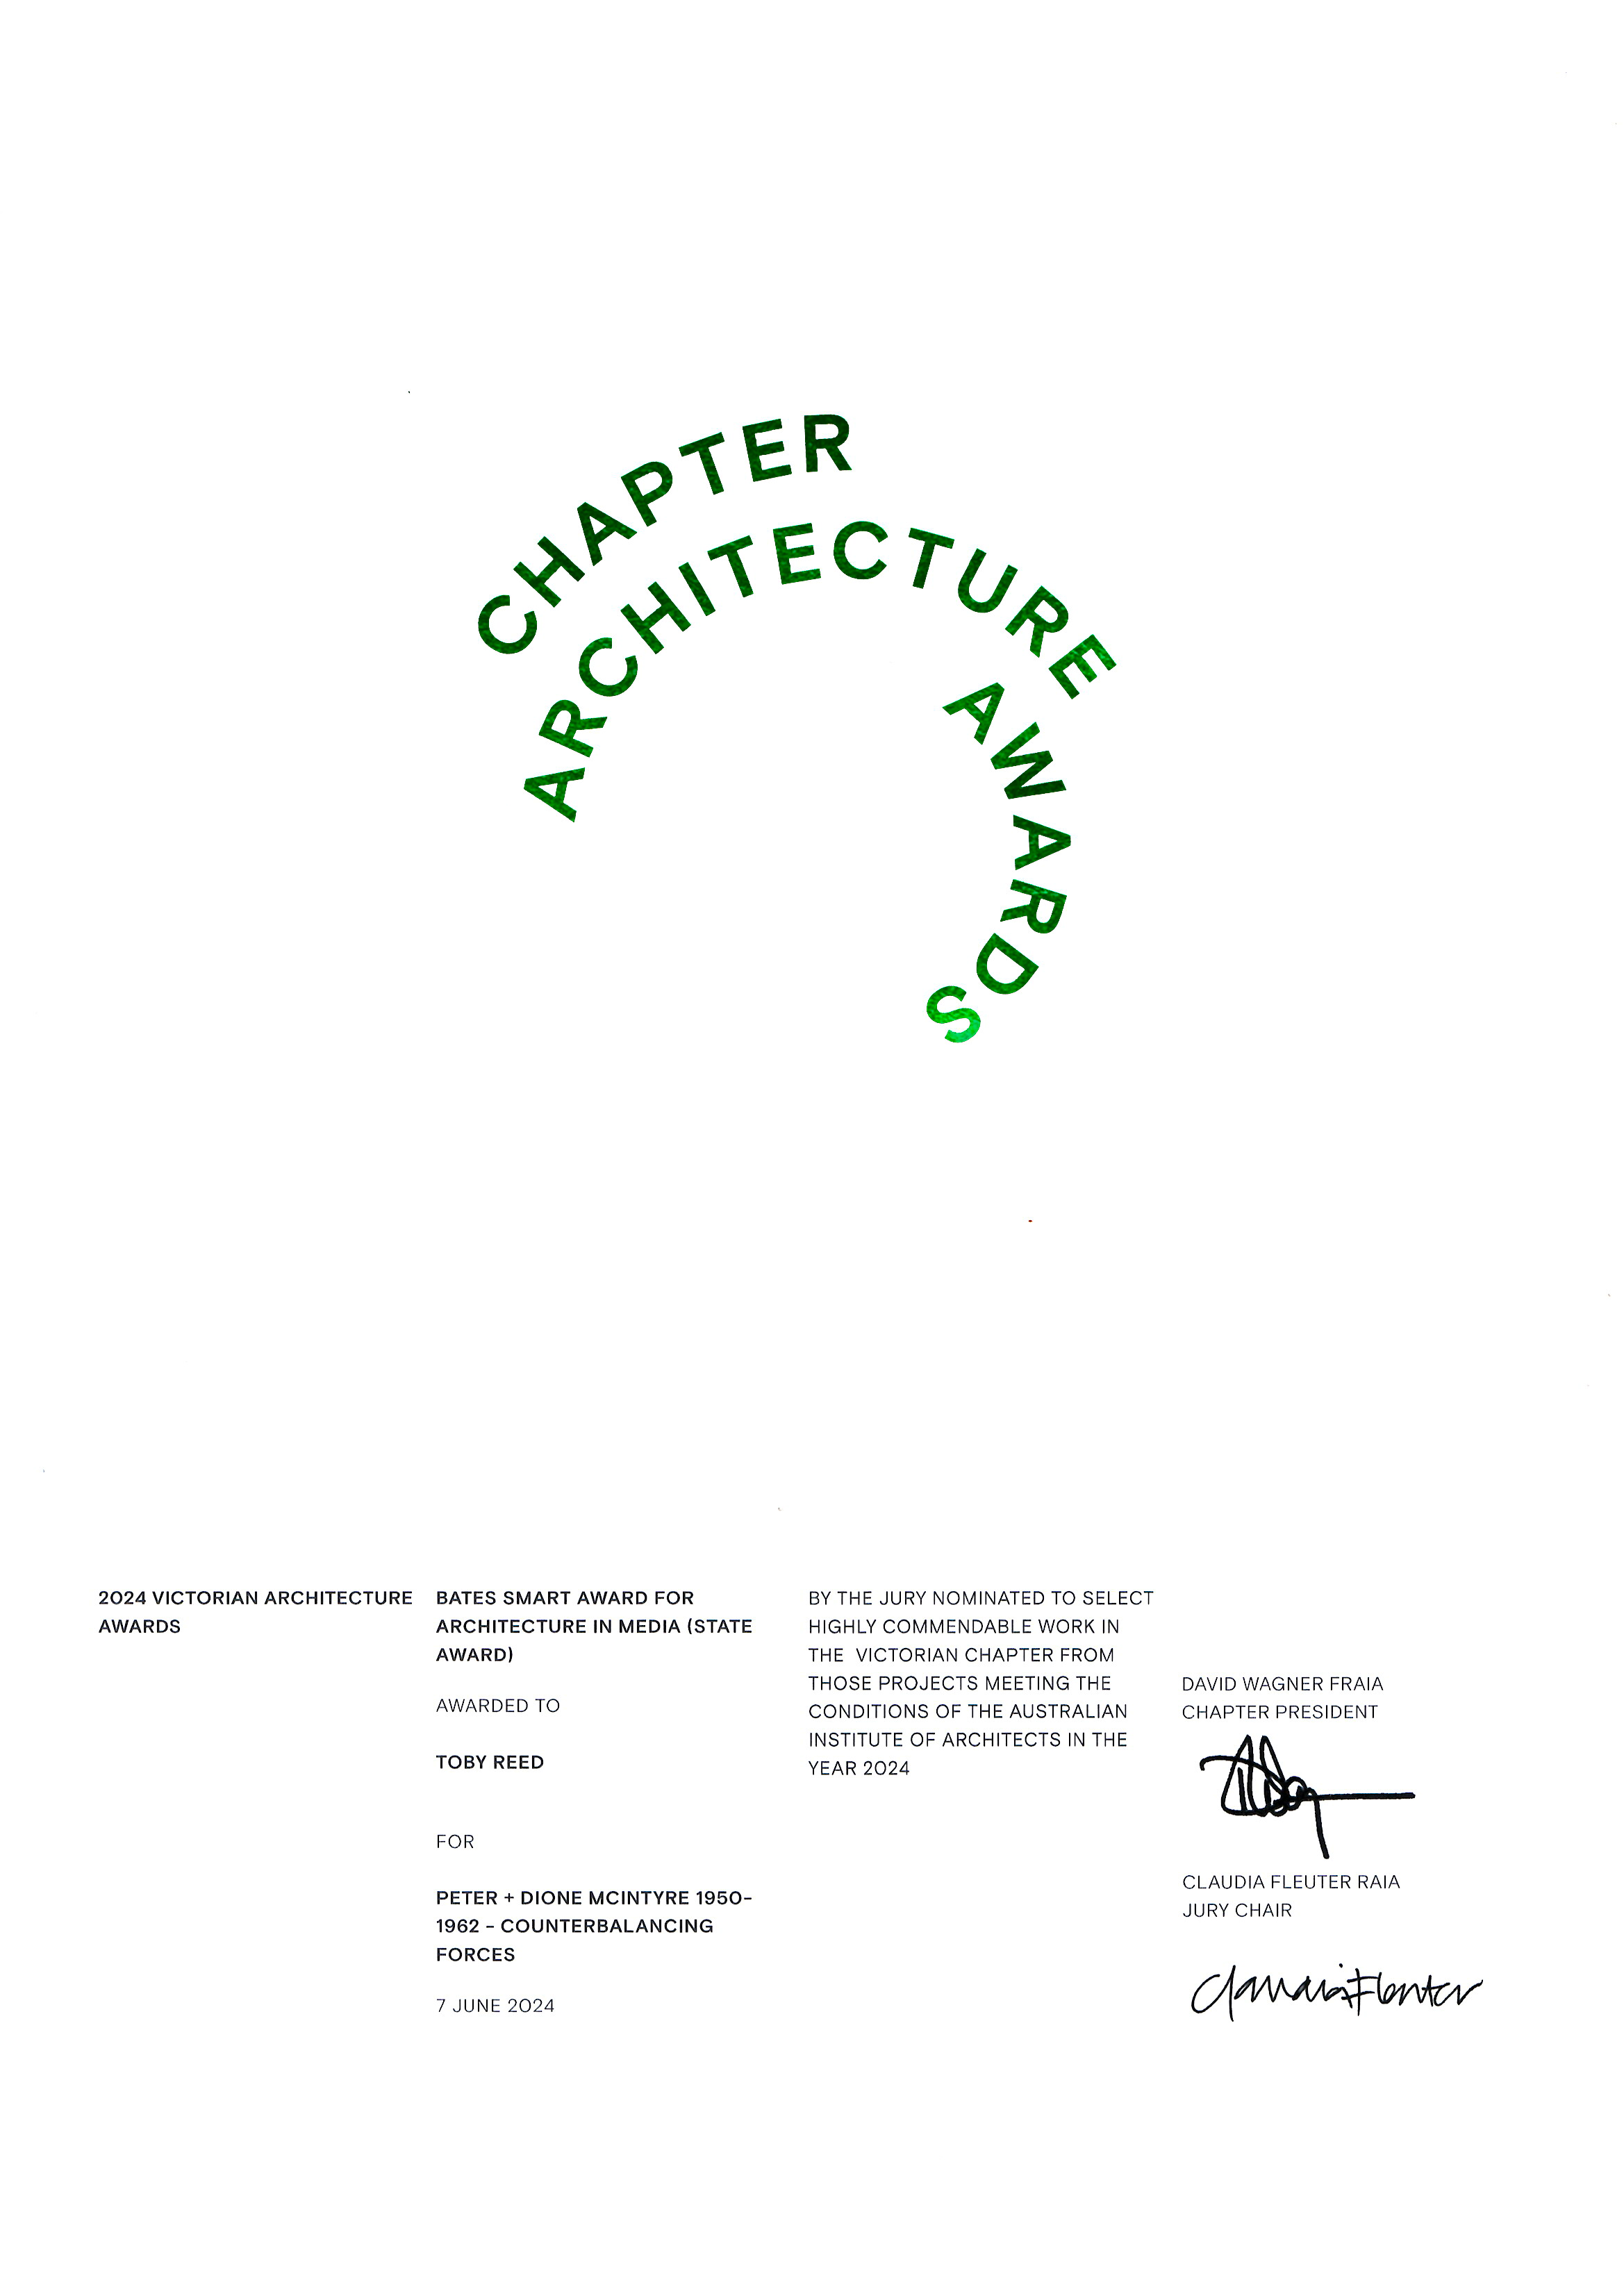 CHAPTER
ARCHITECTURE
AWARDS
2024 VICTORIAN ARCHITECTURE
AWARDS
BATES SMART AWARD FOR
ARCHITECTURE IN MEDIA (STATE
AWARD)
AWARDED TO
TOBY REED
FOR
PETER + DIONE MCINTYRE 1950-
1962 - COUNTERBALANCING
FORCES
7 JUNE 2024
BY THE JURY NOMINATED TO SELECT
HIGHLY COMMENDABLE WORK IN
THE  VICTORIAN CHAPTER FROM
THOSE PROJECTS MEETING THE
CONDITIONS OF THE AUSTRALIAN
INSTITUTE OF ARCHITECTS IN THE
YEAR 2024
DAVID WAGNER FRAIA
CHAPTER PRESIDENT
CLAUDIA FLEUTER RAIA
JURY CHAIR